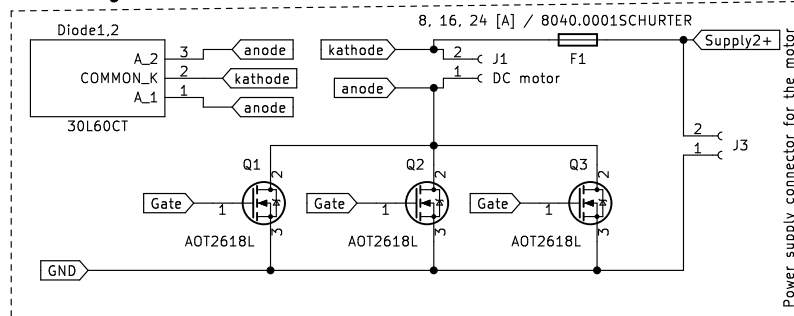 8, 16, 24 [A] / 8040.0001SCHURTER
Diode1,2
A_2 3 anode
COMMON_K 2 kathode
A_1 1 anode
30L60CT
kathode
2 J1
1 DC motor
anode
F1
Supply2+
2
1 J3
Power supply connector for the motor
Q1
2
Gate 1
3
AOT2618L
Q2
2
Gate 1
3
AOT2618L
Q3
2
Gate 1
3
AOT2618L
GND